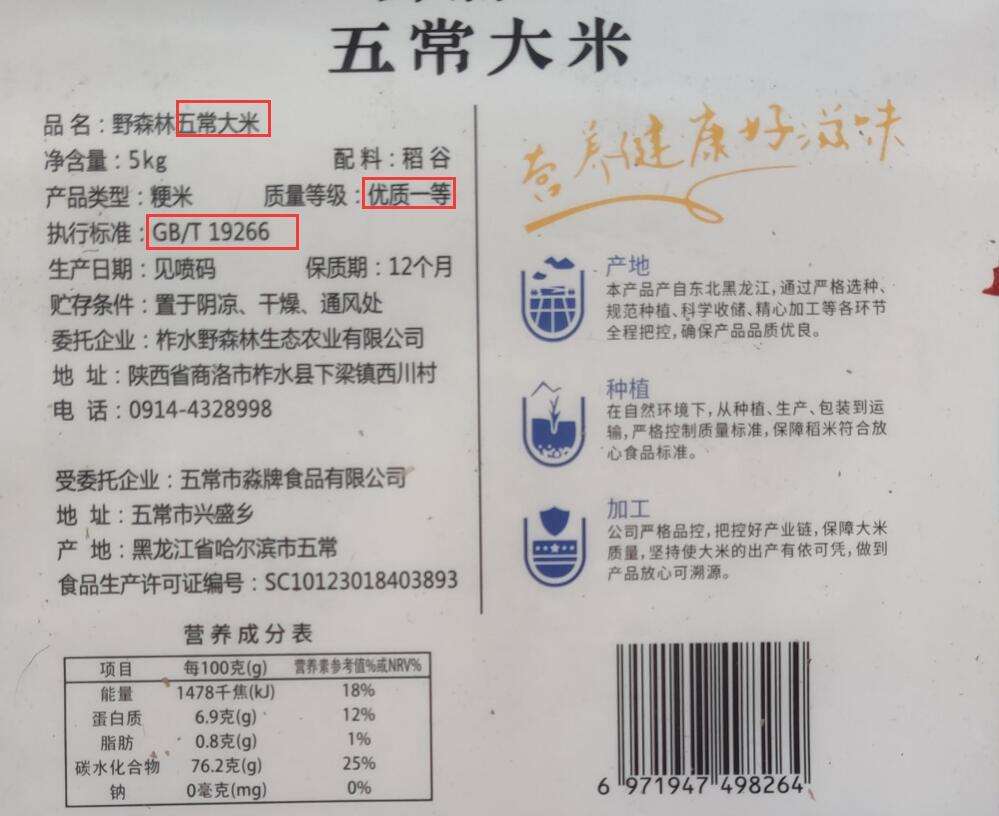 五常大米
品 名：野森林五常大米
净含量：5kg 配 料：稻 谷
产品类型：粳米 质量等级：优质一等
执行标准：GB/T 19266
生产日期：见喷码 保质期：12个月
贮存条件：置于阴凉、干燥、通风处
委托企业：柞水野森林生态农业有限公司
地 址：陕西省商洛市柞水县下梁镇西川村
电 话：0914-4328998
受委托企业：五常市淼牌食品有限公司
地 址：五常市兴盛乡
产 地：黑龙江省哈尔滨市五常
食品生产许可证编号：SC10123018403893
营养成分表
项目 每100克(g) 营养素参考值%或NRV%
能量 1478千焦(kJ) 18%
蛋白质 6.9克(g) 12%
脂肪 0.8克(g) 1%
碳水化合物 76.2克(g) 25%
钠 0毫克(mg) 0%
营养健康好滋味
产地
本产品产自东北黑龙江，通过严格选种、
规范种植、科学收储、精心加工等各环节
全程把控，确保产品品质优良。
种植
在自然环境下，从种植、生产、包装到运
输，严格控制质量标准，保障稻米符合放
心食品标准。
加工
公司严格品控，把控好产业链，保障大米
质量，坚持使大米的出产有依可凭，做到
产品放心可溯源。
6 971947 498264